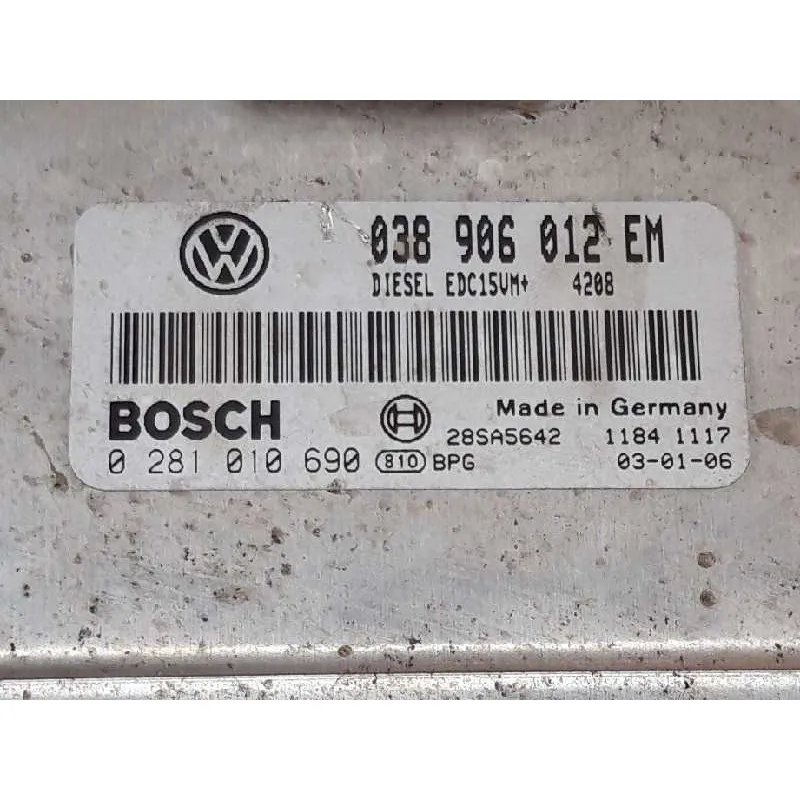 038 906 012 EM
DIESEL EDC15VM+ 4208
BOSCH
Made in Germany
28SA5642 1184 1117
0 281 010 690 810 BPG 03-01-06